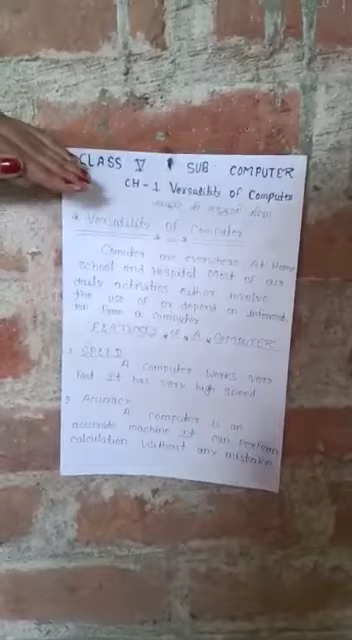 CLASS V SUB COMPUTER
CH-1 Versatility of Computer
* Versatility of Computer
Comuter are everywhere At Home
school and Hospital Most of our
daily activities either involve
the use of or depend on
from a computer
FEATURES OF A COMPUTER
1 SPEED
A computer works very
fast It has very high speed
2 Accuracy
A computer is an
accurate machine It can perform
calculation without any mistakes